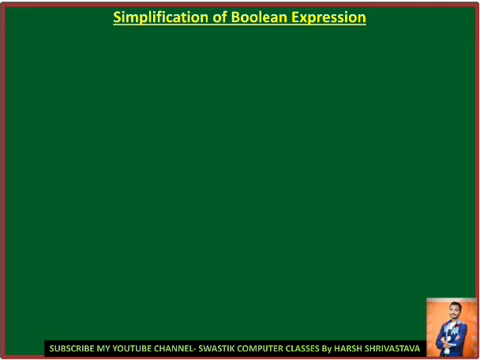 Simplification of Boolean Expression
SUBSCRIBE MY YOUTUBE CHANNEL- SWASTIK COMPUTER CLASSES By HARSH SHRIVASTAVA